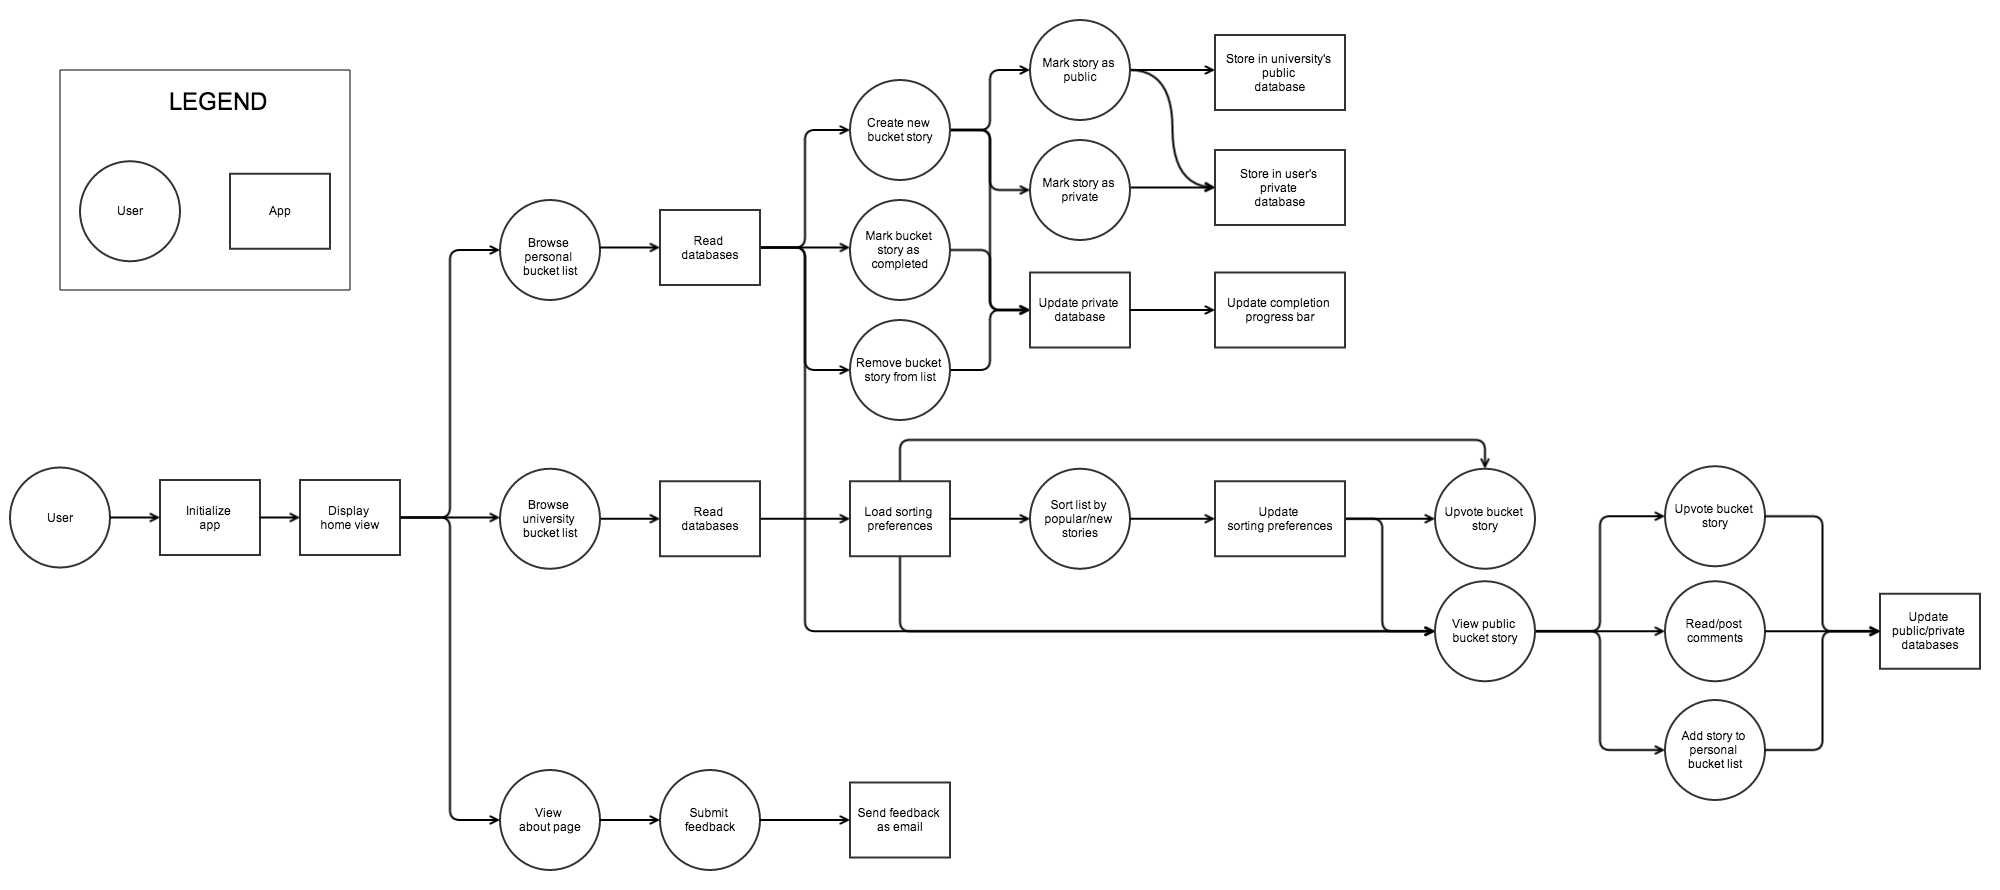 LEGEND
User
App
User
Initialize
app
Display
home view
Browse
personal
bucket list
Read
databases
Create new
bucket story
Mark bucket
story as
completed
Remove bucket
story from list
Mark story as
public
Mark story as
private
Store in university's
public
database
Store in user's
private
database
Update private
database
Update completion
progress bar
Browse
university
bucket list
Read
databases
Load sorting
preferences
Sort list by
popular/new
stories
Update
sorting preferences
Upvote bucket
story
View public
bucket story
Upvote bucket
story
Read/post
comments
Add story to
personal
bucket list
Update
public/private
databases
View
about page
Submit
feedback
Send feedback
as email